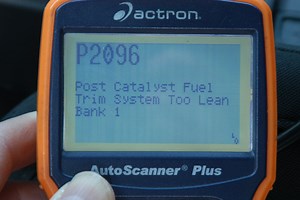 actron
P2096
Post Catalyst Fuel
Trim System Too Lean
Bank 1
AutoScanner® Plus